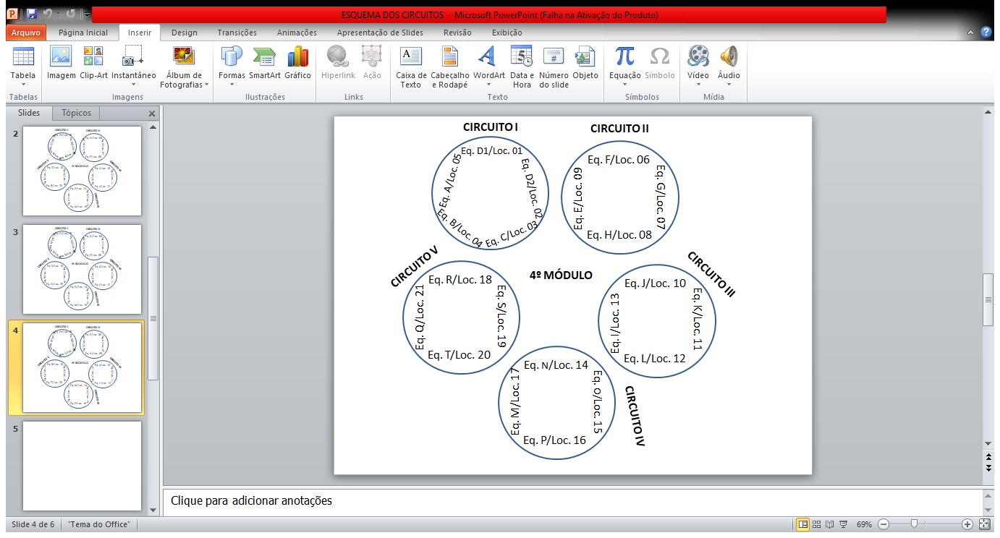 ESQUEMA DOS CIRCUITOS - Microsoft PowerPoint (Falha na Ativação do Produto)
Arquivo Página Inicial Inserir Design Transições Animações Apresentação de Slides Revisão Exibição
Tabela
Imagem Clip-Art Instantâneo Álbum de Fotografias
Formas SmartArt Gráfico
Hiperlink Ação
Caixa de Texto Cabeçalho e Rodapé WordArt Data e Hora Número do slide Objeto
Equação Símbolo
Vídeo Áudio
Tabelas Imagens Ilustrações Links Texto Símbolos Mídia
Slides Tópicos
2
3
4
5
CIRCUITO I
Eq. D1/Loc. 01
Eq. D2/Loc. 02
Eq. C/Loc. 03
Eq. B/Loc. 04
Eq. A/Loc. 05
CIRCUITO II
Eq. F/Loc. 06
Eq. G/Loc. 07
Eq. H/Loc. 08
Eq. E/Loc. 09
4º MÓDULO
CIRCUITO III
Eq. J/Loc. 10
Eq. K/Loc. 11
Eq. L/Loc. 12
Eq. I/Loc. 13
CIRCUITO IV
Eq. N/Loc. 14
Eq. O/Loc. 15
Eq. P/Loc. 16
Eq. M/Loc. 17
CIRCUITO V
Eq. R/Loc. 18
Eq. S/Loc. 19
Eq. T/Loc. 20
Eq. Q/Loc. 21
Clique para adicionar anotações
Slide 4 de 6 "Tema do Office" 69%